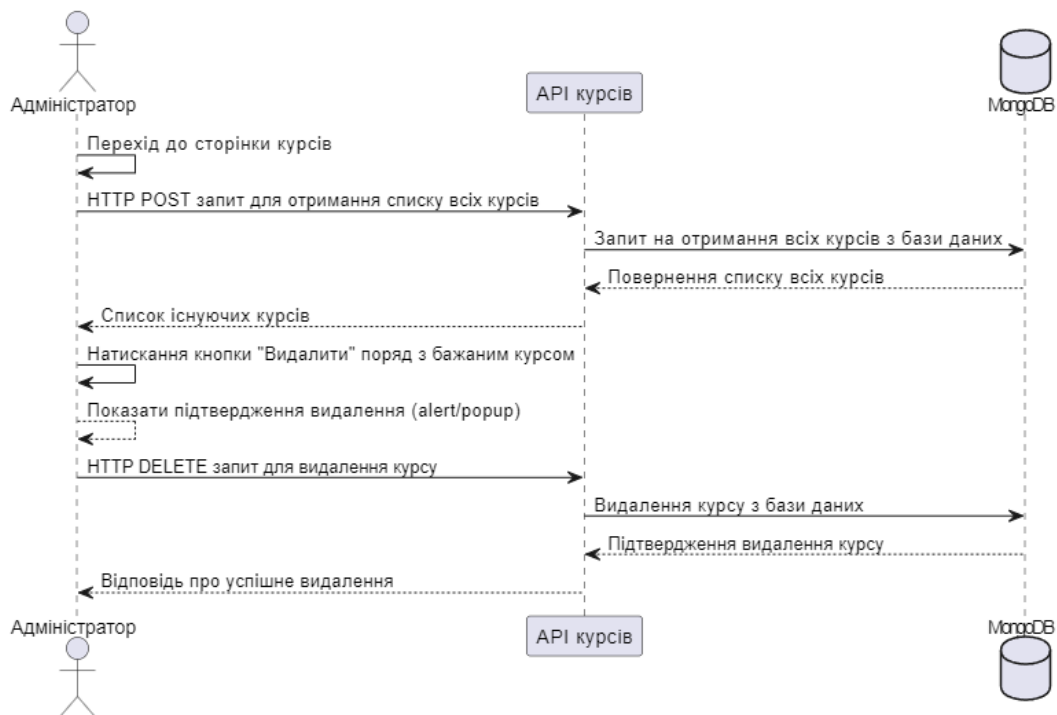 Адміністратор
API курсів
MongoDB
Перехід до сторінки курсів
HTTP POST запит для отримання списку всіх курсів
Запит на отримання всіх курсів з бази даних
Повернення списку всіх курсів
Список існуючих курсів
Натискання кнопки "Видалити" поряд з бажаним курсом
Показати підтвердження видалення (alert/popup)
HTTP DELETE запит для видалення курсу
Видалення курсу з бази даних
Підтвердження видалення курсу
Відповідь про успішне видалення
Адміністратор
API курсів
MongoDB